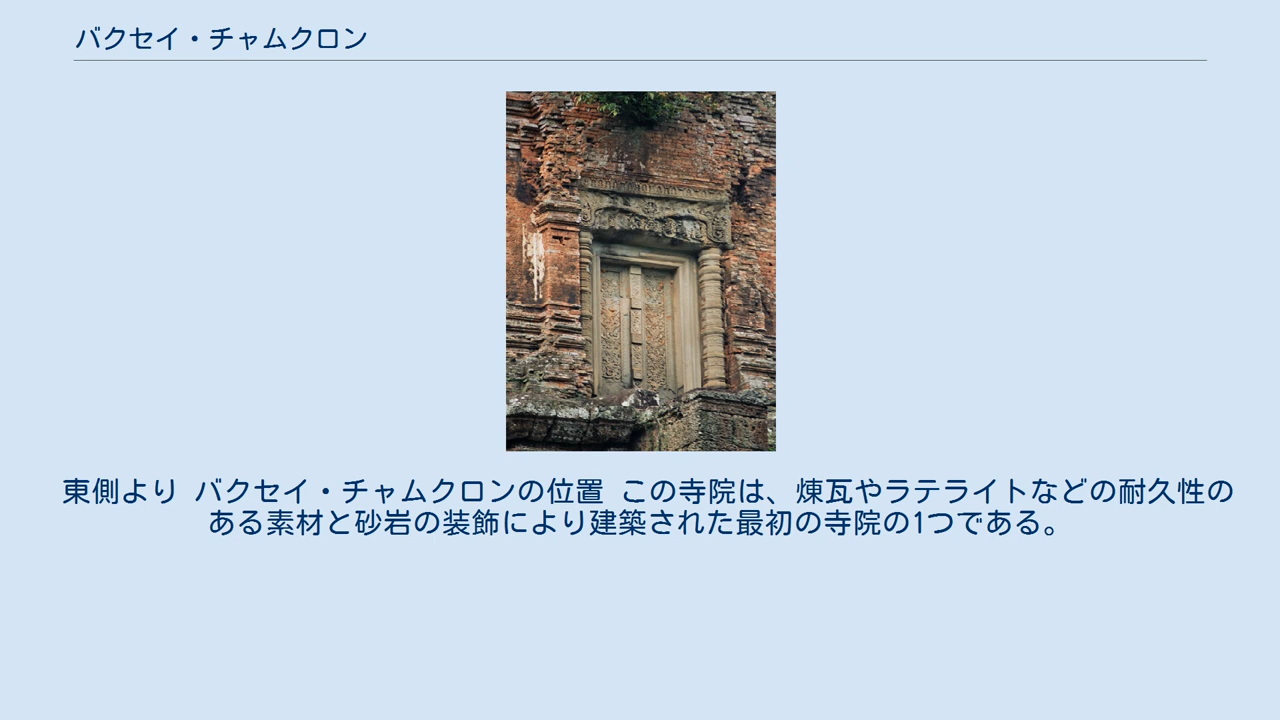 バクセイ・チャムクロン
東側より バクセイ・チャムクロンの位置 この寺院は、煉瓦やラテライトなどの耐久性の
ある素材と砂岩の装飾により建築された最初の寺院の1つである。